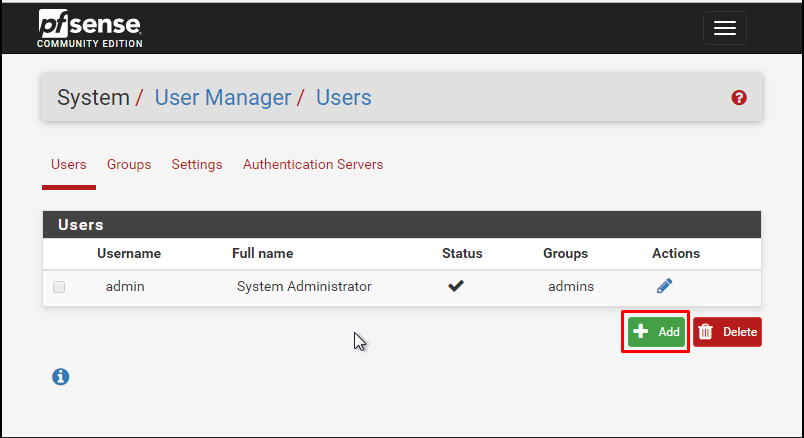 pfsense
COMMUNITY EDITION
System / User Manager / Users
Users Groups Settings Authentication Servers
Users
Username Full name Status Groups Actions
admin System Administrator admins
Add Delete